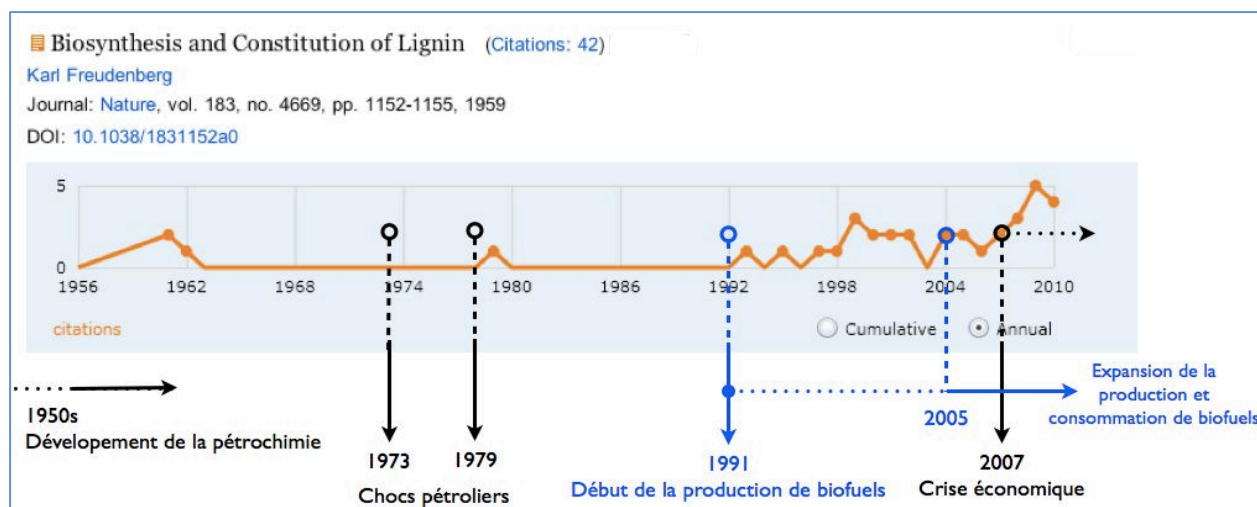 Biosynthesis and Constitution of Lignin (Citations: 42)
Karl Freudenberg
Journal: Nature, vol. 183, no. 4669, pp. 1152-1155, 1959
DOI: 10.1038/1831152a0
5
0
1956 1962 1968 1974 1980 1986 1992 1998 2004 2010
citations
Cumulative Annual
1950s
Dévelopement de la pétrochimie
1973
1979
Chocs pétroliers
1991
Début de la production de biofuels
2005
Expansion de la
production et
consommation de biofuels
2007
Crise économique